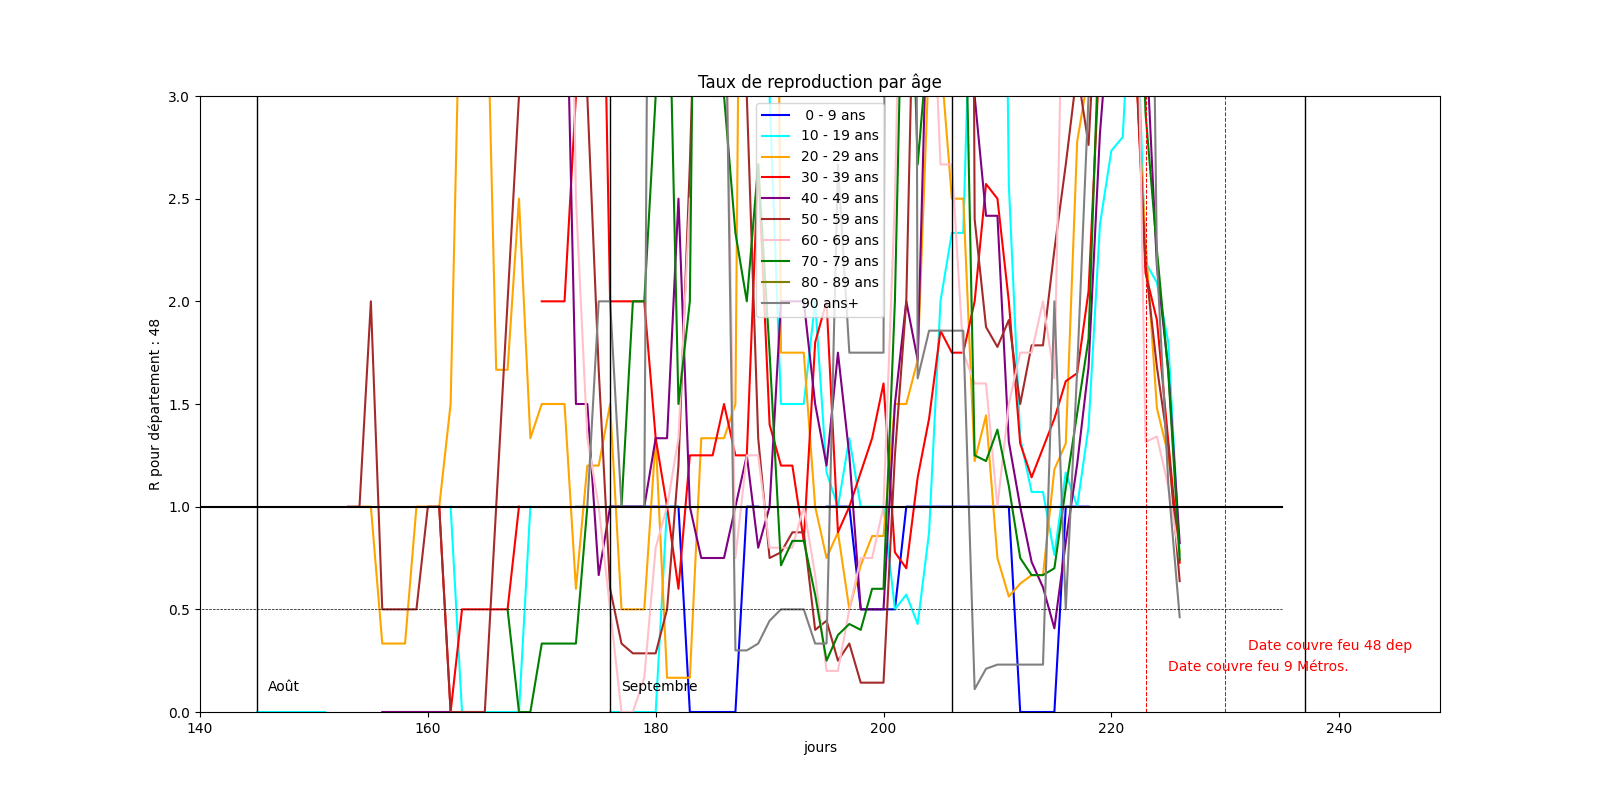 Taux de reproduction par âge
R pour département : 48
3.0
2.5
2.0
1.5
1.0
0.5
0.0
0 - 9 ans
10 - 19 ans
20 - 29 ans
30 - 39 ans
40 - 49 ans
50 - 59 ans
60 - 69 ans
70 - 79 ans
80 - 89 ans
90 ans+
Date couvre feu 48 dep
Date couvre feu 9 Métros.
Août
Septembre
140
160
180
200
220
240
jours